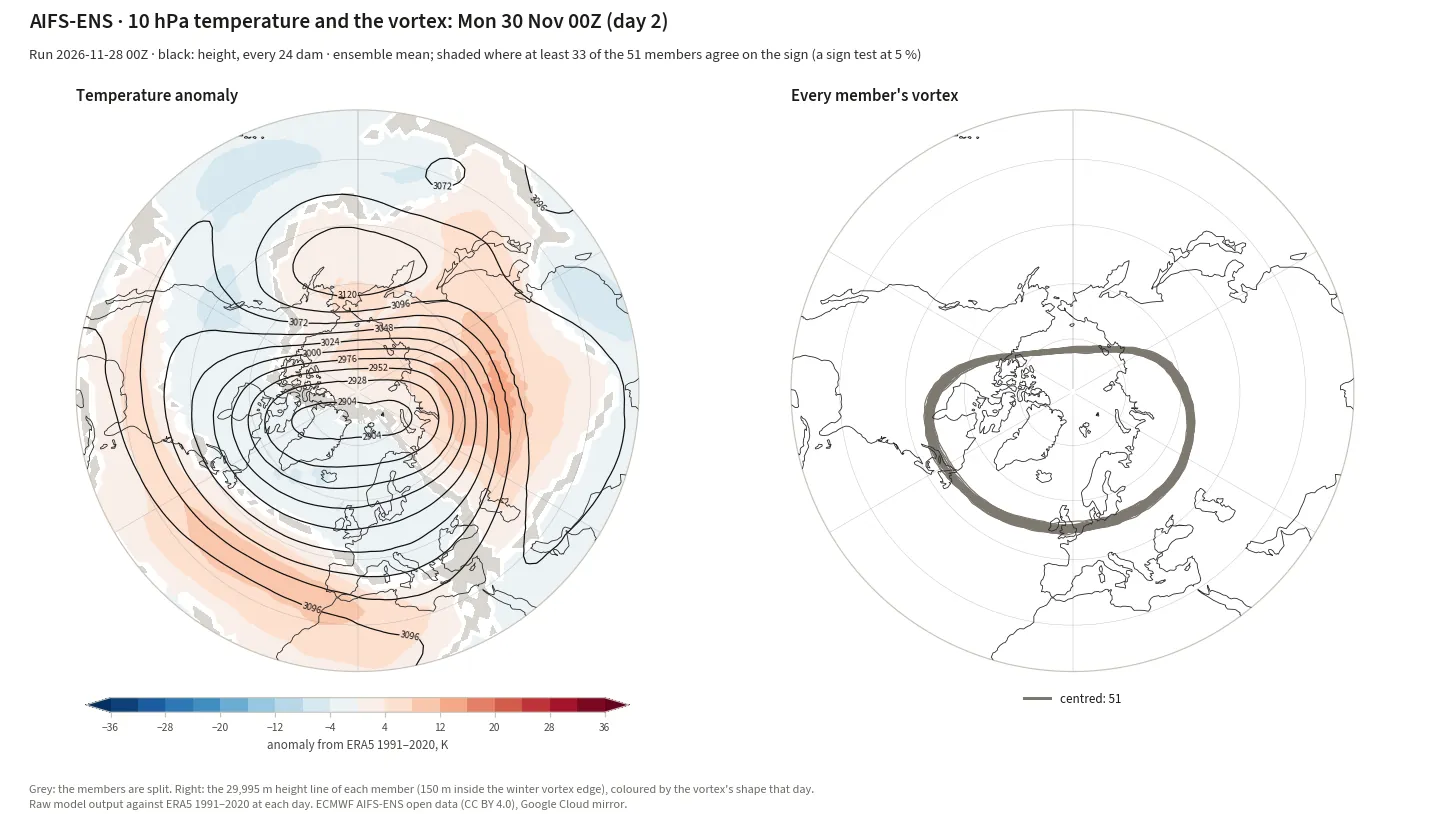 AIFS-ENS · 10 hPa temperature and the vortex: Mon 30 Nov 00Z (day 2)
Run 2026-11-28 00Z · black: height, every 24 dam · ensemble mean; shaded where at least 33 of the 51 members agree on the sign (a sign test at 5 %)
Temperature anomaly
Every member's vortex
3072
3096
3120
3096
3072
3048
3024
3000
2976
2952
2928
2904
2904
3096
3096
centred: 51
−36 −28 −20 −12 −4 4 12 20 28 36
anomaly from ERA5 1991–2020, K
Grey: the members are split. Right: the 29,995 m height line of each member (150 m inside the winter vortex edge), coloured by the vortex's shape that day.
Raw model output against ERA5 1991–2020 at each day. ECMWF AIFS-ENS open data (CC BY 4.0), Google Cloud mirror.